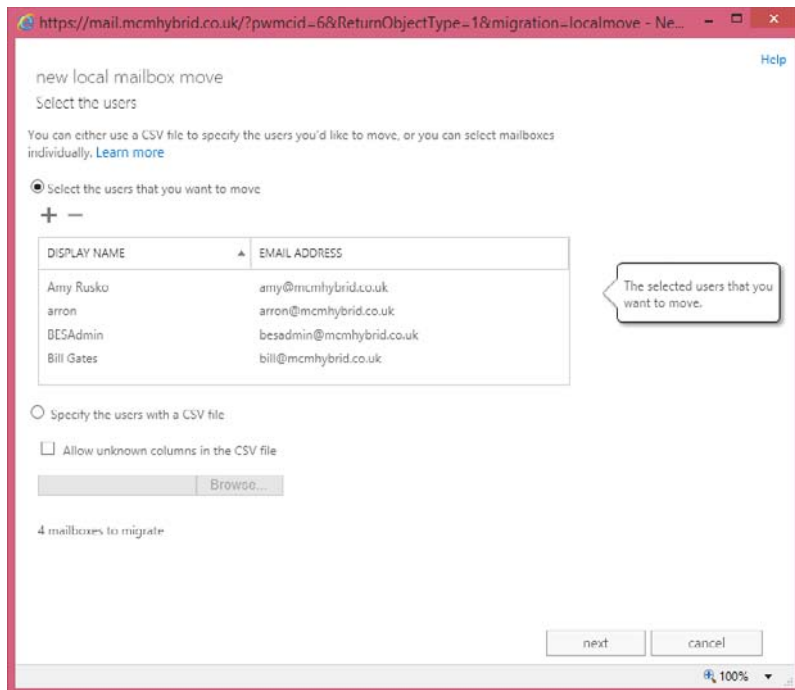 https://mail.mcmhybrid.co.uk/?pwmcid=6&ReturnObjectType=1&migration=localmove - Ne...
Help
new local mailbox move
Select the users
You can either use a CSV file to specify the users you'd like to move, or you can select mailboxes
individually. Learn more
Select the users that you want to move
DISPLAY NAME EMAIL ADDRESS
Amy Rusko amy@mcmhybrid.co.uk
arron arron@mcmhybrid.co.uk
BESAdmin besadmin@mcmhybrid.co.uk
Bill Gates bill@mcmhybrid.co.uk
The selected users that you
want to move.
Specify the users with a CSV file
Allow unknown columns in the CSV file
Browse...
4 mailboxes to migrate
next cancel
100%